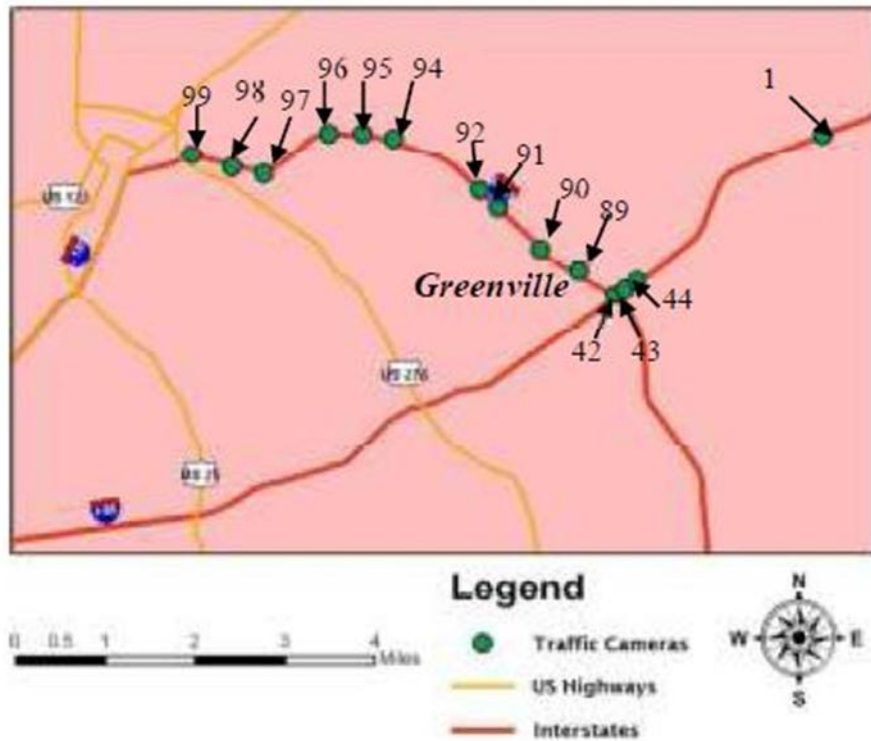 96 95 94
1
99 98 97
92
91
90
89
Greenville
44
42 43
US 276
US 25
Legend
N
0 0.5 1 2 3 4
Miles
Traffic Cameras
W E
US Highways
S
Interstates